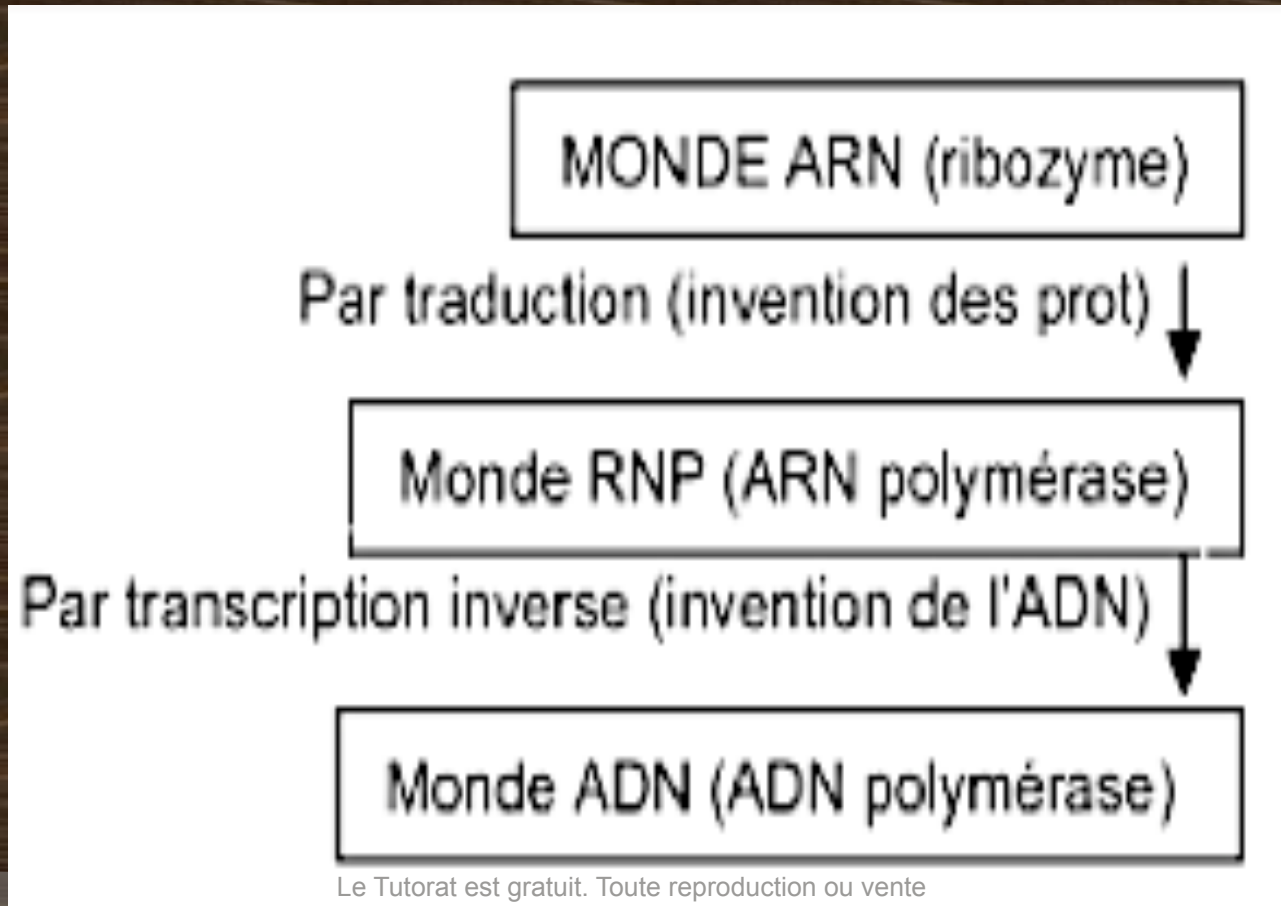 MONDE ARN (ribozyme)
Par traduction (invention des prot)
Monde RNP (ARN polymérase)
Par transcription inverse (invention de l'ADN)
Monde ADN (ADN polymérase)
Le Tutorat est gratuit. Toute reproduction ou vente